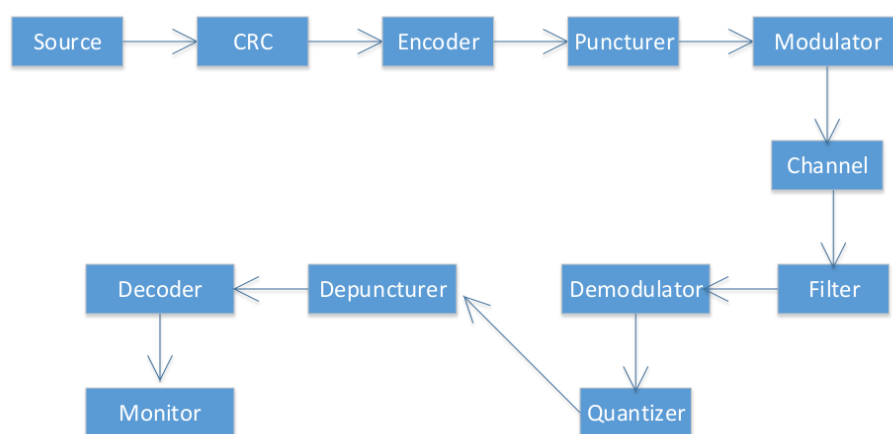 Source
CRC
Encoder
Puncturer
Modulator
Channel
Decoder
Depuncturer
Demodulator
Filter
Monitor
Quantizer